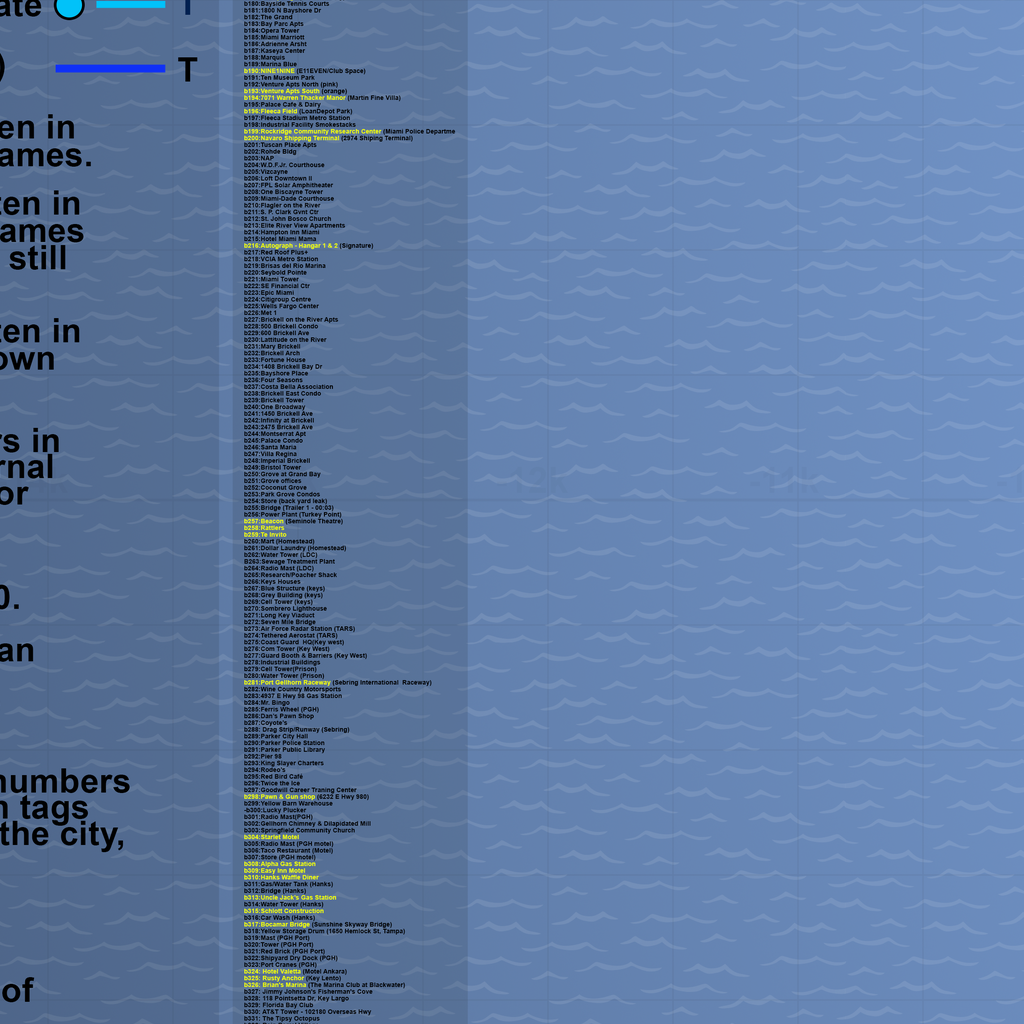 ate
T
T
en in
ames.
ten in
ames
still
ten in
own
rs in
rnal
or
0.
an
numbers
n tags
the city,
of
b180:Bayside Tennis Courts
b181:1800 N Bayshore Dr
b182:The Grand
b183:Bay Parc Apts
b184:Opera Tower
b185:Miami Marriott
b186:Adrienne Arsht
b187:Kaseya Center
b188:Marquis
b189:Marina Blue
b190:NINE1NINE (E11EVEN/Club Space)
b191:Ten Museum Park
b192:Venture Apts North (pink)
b193:Venture Apts South (orange)
b194:7071 Warren Thacker Manor (Martin Fine Villa)
b195:Palace Cafe & Dairy
b196:Fleeca Field (LoanDepot Park)
b197:Fleeca Stadium Metro Station
b198:Industrial Facility Smokestacks
b199:Rockridge Community Research Center (Miami Police Departme
b200:Navaro Shipping Terminal (2974 Shiping Terminal)
b201:Tuscan Place Apts
b202:Rohde Bldg
b203:NAP
b204:W.D.F.Jr. Courthouse
b205:Vizcayne
b206:Loft Downtown II
b207:FPL Solar Amphitheater
b208:One Biscayne Tower
b209:Miami-Dade Courthouse
b210:Flagler on the River
b211:S. P. Clark Gvnt Ctr
b212:St. John Bosco Church
b213:Elite River View Apartments
b214:Hampton Inn Miami
b215:Hotel Miami Mama
b216:Autograph - Hangar 1 & 2 (Signature)
b217:Red Roof Plus+
b218:VCIA Metro Station
b219:Brisas del Rio Marina
b220:Seybold Pointe
b221:Miami Tower
b222:SE Financial Ctr
b223:Epic Miami
b224:Citigroup Centre
b225:Wells Fargo Center
b226:Met 1
b227:Brickell on the River Apts
b228:500 Brickell Condo
b229:600 Brickell Ave
b230:Lattitude on the River
b231:Mary Brickell
b232:Brickell Arch
b233:Fortune House
b234:1408 Brickell Bay Dr
b235:Bayshore Place
b236:Four Seasons
b237:Costa Bella Association
b238:Brickell East Condo
b239:Brickell Tower
b240:One Broadway
b241:1450 Brickell Ave
b242:Infinity at Brickell
b243:2475 Brickell Ave
b244:Montserrat Apt
b245:Palace Condo
b246:Santa Maria
b247:Villa Regina
b248:Imperial Brickell
b249:Bristol Tower
b250:Grove at Grand Bay
b251:Grove offices
b252:Coconut Grove
b253:Park Grove Condos
b254:Store (back yard leak)
b255:Bridge (Trailer 1 - 00:03)
b256:Power Plant (Turkey Point)
b257:Beacon (Seminole Theatre)
b258:Rattlers
b259:Te Invito
b260:Mart (Homestead)
b261:Dollar Laundry (Homestead)
b262:Water Tower (LDC)
B263:Sewage Treatment Plant
b264:Radio Mast (LDC)
b265:Research/Poacher Shack
b266:Keys Houses
b267:Blue Structure (keys)
b268:Grey Building (keys)
b269:Cell Tower (keys)
b270:Sombrero Lighthouse
b271:Long Key Viaduct
b272:Seven Mile Bridge
b273:Air Force Radar Station (TARS)
b274:Tethered Aerostat (TARS)
b275:Coast Guard  HQ(Key west)
b276:Com Tower (Key West)
b277:Guard Booth & Barriers (Key West)
b278:Industrial Buildings
b279:Cell Tower(Prison)
b280:Water Tower (Prison)
b281:Port Gellhorn Raceway (Sebring International  Raceway)
b282:Wine Country Motorsports
b283:4937 E Hwy 98 Gas Station
b284:Mr. Bingo
b285:Ferris Wheel (PGH)
b286:Dan's Pawn Shop
b287:Coyote's
b288: Drag Strip/Runway (Sebring)
b289:Parker City Hall
b290:Parker Police Station
b291:Parker Public Library
b292:Pier 98
b293:King Slayer Charters
b294:Rodeo's
b295:Red Bird Café
b296:Twice the Ice
b297:Goodwill Career Traning Center
b298:Pawn & Gun shop (6232 E Hwy 980)
b299:Yellow Barn Warehouse
-b300:Lucky Plucker
b301:Radio Mast(PGH)
b302:Gellhorn Chimney & Dilapidated Mill
b303:Springfield Community Church
b304:Starlet Motel
b305:Radio Mast (PGH motel)
b306:Taco Restaurant (Motel)
b307:Store (PGH motel)
b308:Alpha Gas Station
b309:Easy Inn Motel
b310:Hanks Waffle Diner
b311:Gas/Water Tank (Hanks)
b312:Bridge (Hanks)
b313:Uncle Jack's Gas Station
b314:Water Tower (Hanks)
b315:Schlott Construction
b316:Car Wash (Hanks)
b317:Bocamar Bridge (Sunshine Skyway Bridge)
b318:Yellow Storage Drum (1650 Hemlock St, Tampa)
b319:Mast (PGH Port)
b320:Tower (PGH Port)
b321:Red Brick (PGH Port)
b322:Shipyard Dry Dock (PGH)
b323:Port Cranes (PGH)
b324: Hotel Valetta (Motel Ankara)
b325: Rusty Anchor (Key Lento)
b326: Brian's Marina (The Marina Club at Blackwater)
b327: Jimmy Johnson's Fisherman's Cove
b328: 118 Pointsetta Dr, Key Largo
b329: Florida Bay Club
b330: AT&T Tower - 102180 Overseas Hwy
b331: The Tipsy Octopus